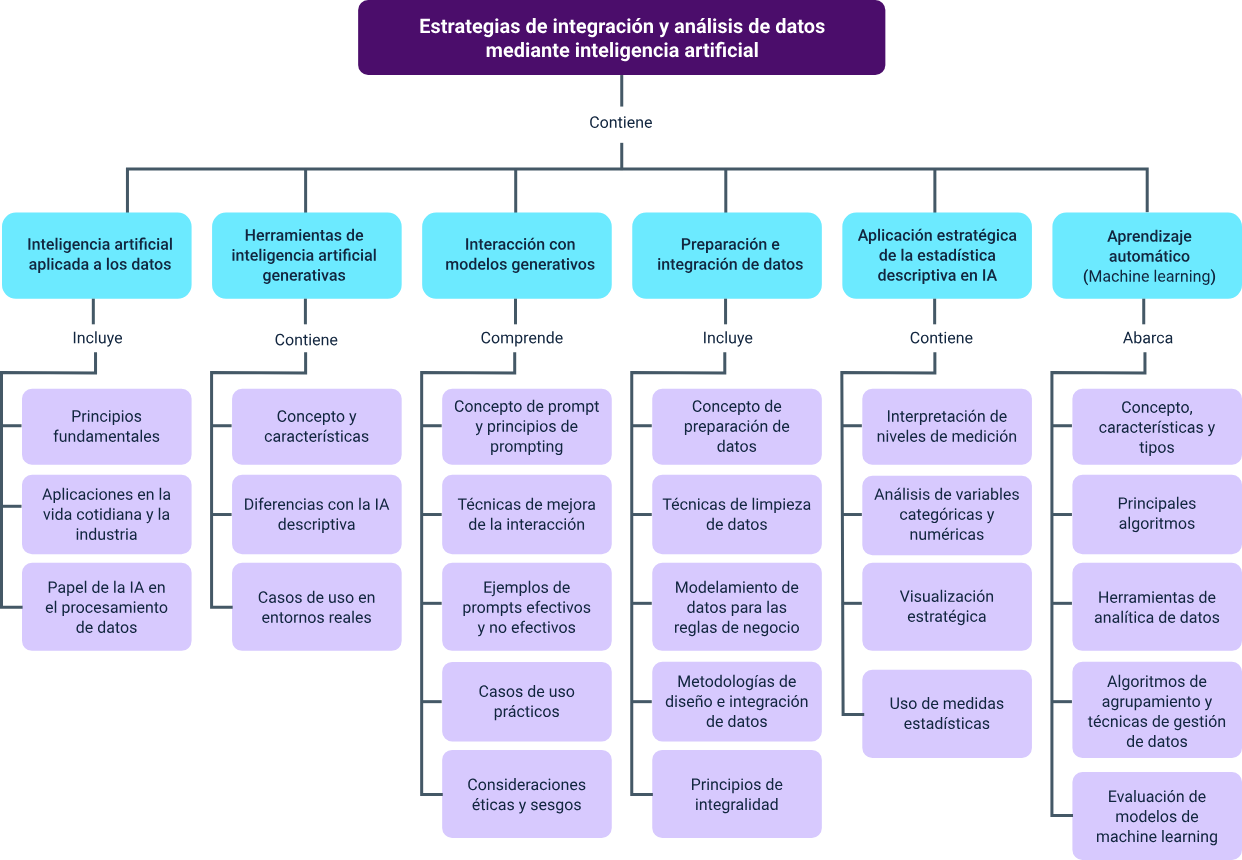 Estrategias de integración y análisis de datos
mediante inteligencia artificial
Contiene
Inteligencia artificial
aplicada a los datos
Incluye
Principios
fundamentales
Aplicaciones en la
vida cotidiana y la
industria
Papel de la IA en
el procesamiento
de datos
Herramientas de
inteligencia artificial
generativas
Contiene
Concepto y
características
Diferencias con la IA
descriptiva
Casos de uso en
entornos reales
Interacción con
modelos generativos
Comprende
Concepto de prompt
y principios de
prompting
Técnicas de mejora
de la interacción
Ejemplos de
prompts efectivos
y no efectivos
Casos de uso
prácticos
Consideraciones
éticas y sesgos
Preparación e
integración de datos
Incluye
Concepto de
preparación de
datos
Técnicas de limpieza
de datos
Modelamiento de
datos para las
reglas de negocio
Metodologías de
diseño e integración
de datos
Principios de
integralidad
Aplicación estratégica
de la estadística
descriptiva en IA
Contiene
Interpretación de
niveles de medición
Análisis de variables
categóricas y
numéricas
Visualización
estratégica
Uso de medidas
estadísticas
Aprendizaje
automático
(Machine learning)
Abarca
Concepto,
características y
tipos
Principales
algoritmos
Herramientas de
analítica de datos
Algoritmos de
agrupamiento y
técnicas de gestión
de datos
Evaluación de
modelos de
machine learning